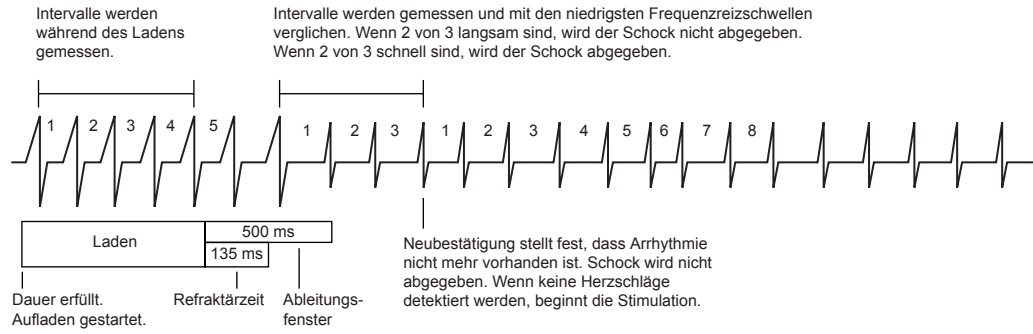 Intervalle werden
während des Ladens
gemessen.
Intervalle werden gemessen und mit den niedrigsten Frequenzreizschwellen
verglichen. Wenn 2 von 3 langsam sind, wird der Schock nicht abgegeben.
Wenn 2 von 3 schnell sind, wird der Schock abgegeben.
1 2 3 4 5 1 2 3 1 2 3 4 5 6 7 8
Laden
500 ms
135 ms
Dauer erfüllt.
Aufladen gestartet.
Refraktärzeit
Ableitungs-
fenster
Neubestätigung stellt fest, dass Arrhythmie
nicht mehr vorhanden ist. Schock wird nicht
abgegeben. Wenn keine Herzschläge
detektiert werden, beginnt die Stimulation.